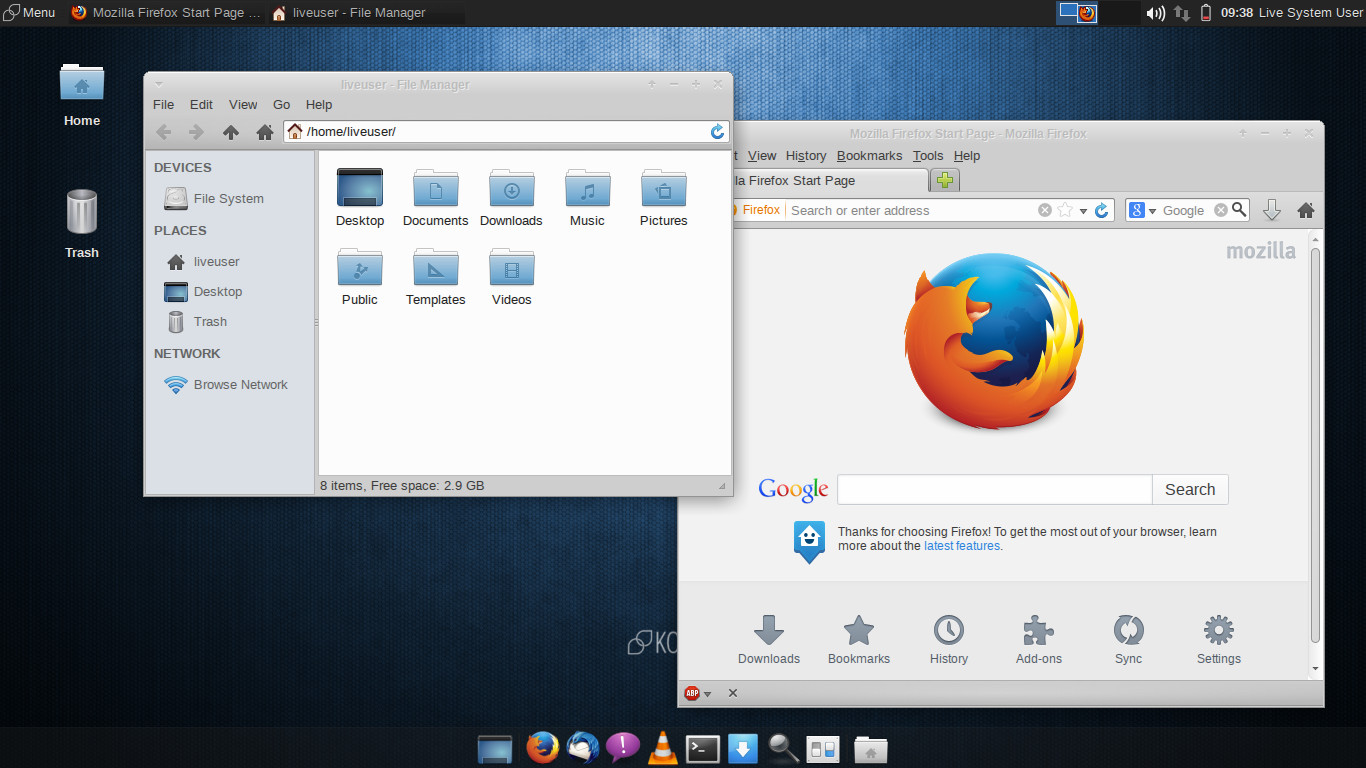 Menu
Mozilla Firefox Start Page ...
liveuser - File Manager
09:38 Live System User
Home
Trash
liveuser - File Manager
File Edit View Go Help
/home/liveuser/
DEVICES
File System
PLACES
liveuser
Desktop
Trash
NETWORK
Browse Network
Desktop Documents Downloads Music Pictures
Public Templates Videos
8 items, Free space: 2.9 GB
Mozilla Firefox Start Page - Mozilla Firefox
View History Bookmarks Tools Help
Firefox Start Page
Firefox Search or enter address
8 Google
mozilla
Google Search
Thanks for choosing Firefox! To get the most out of your browser, learn
more about the latest features.
Downloads Bookmarks History Add-ons Sync Settings
ABP